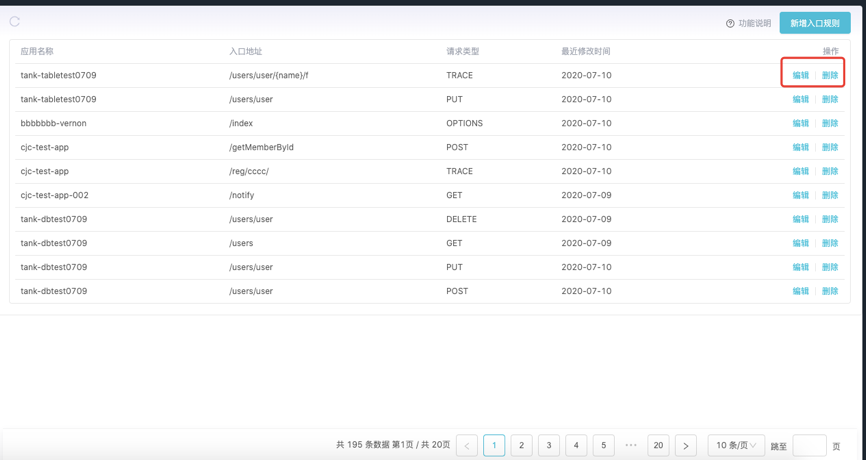 功能说明 新增入口规则
应用名称 入口地址 请求类型 最近修改时间 操作
tank-tabletest0709 /users/user/{name}/f TRACE 2020-07-10 编辑 删除
tank-tabletest0709 /users/user PUT 2020-07-10 编辑 删除
bbbbbbb-vernon /index OPTIONS 2020-07-10 编辑 删除
cjc-test-app /getMemberById POST 2020-07-10 编辑 删除
cjc-test-app /reg/cccc/ TRACE 2020-07-10 编辑 删除
cjc-test-app-002 /notify GET 2020-07-09 编辑 删除
tank-dbtest0709 /users/user DELETE 2020-07-09 编辑 删除
tank-dbtest0709 /users GET 2020-07-09 编辑 删除
tank-dbtest0709 /users/user PUT 2020-07-10 编辑 删除
tank-dbtest0709 /users/user POST 2020-07-10 编辑 删除
共 195 条数据 第1页 / 共 20页 < 1 2 3 4 5 ••• 20 > 10 条/页 跳至 页